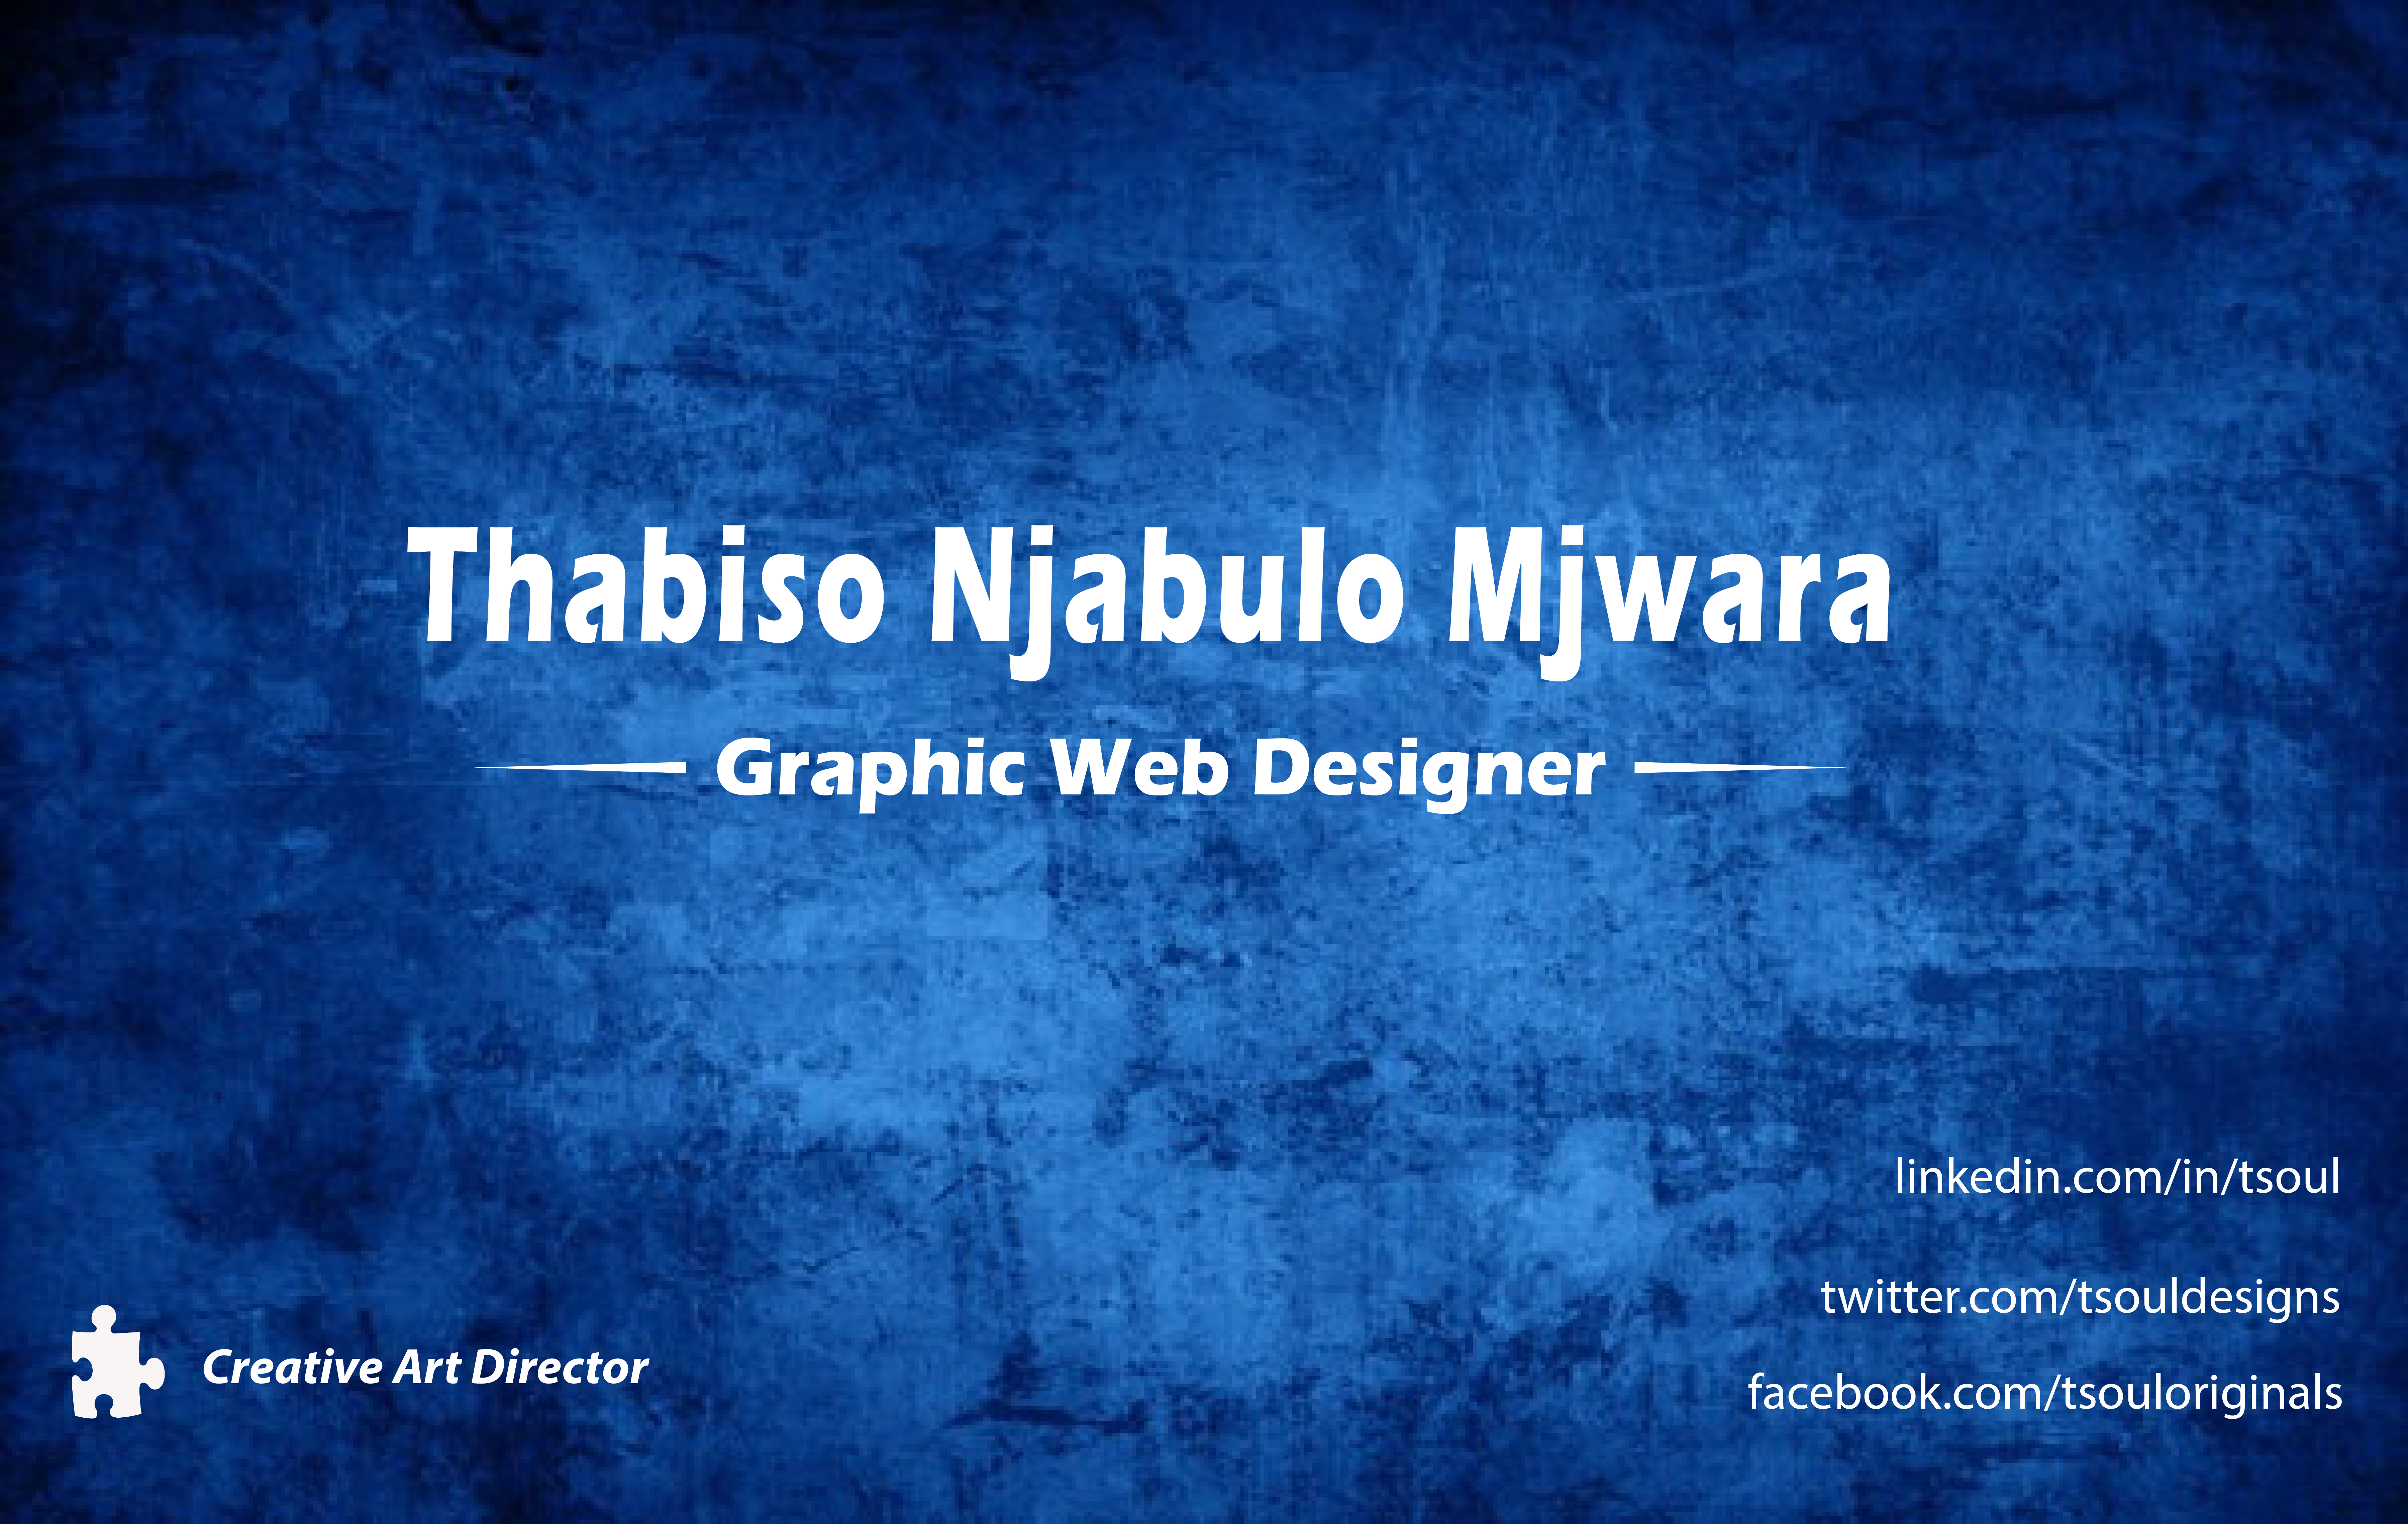 Thabiso Njabulo Mjwara
Graphic Web Designer
linkedin.com/in/tsoul
twitter.com/tsouldesigns
Creative Art Director
facebook.com/tsouloriginals